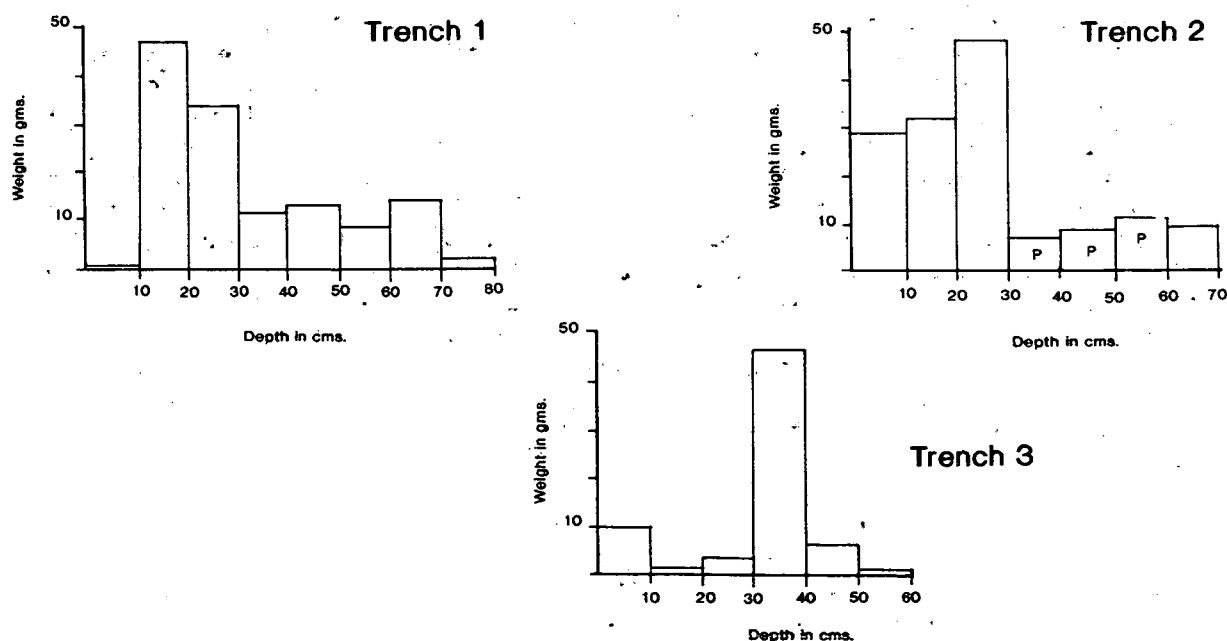 Trench 1
50
10
Weight in gms.
10 20 30 40 50 60 70 80
Depth in cms.
Trench 2
50
10
Weight in gms.
P P P
10 20 30 40 50 60 70
Depth in cms.
Trench 3
50
10
Weight in gms.
10 20 30 40 50 60
Depth in cms.